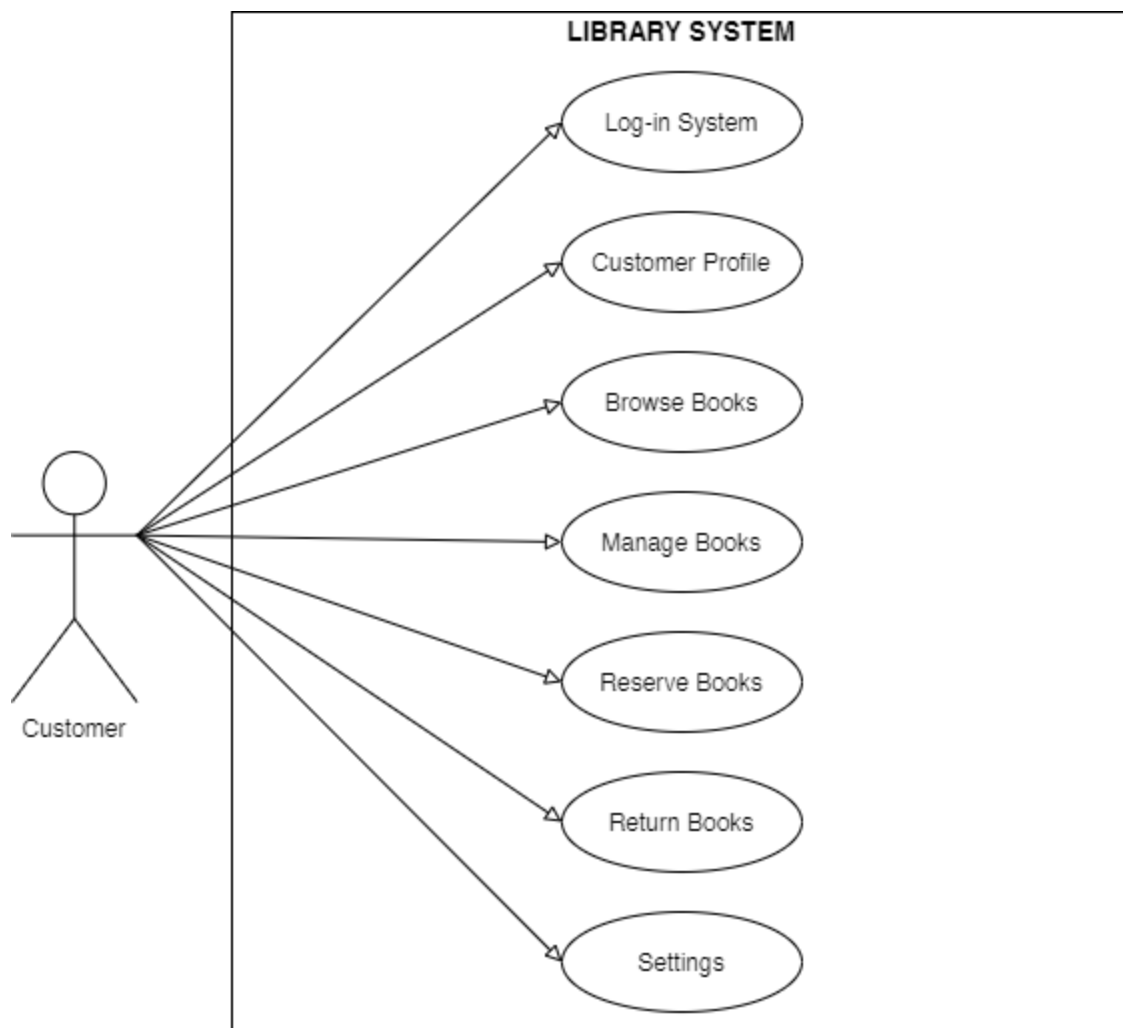 LIBRARY SYSTEM
Log-in System
Customer Profile
Browse Books
Manage Books
Reserve Books
Return Books
Settings
Customer